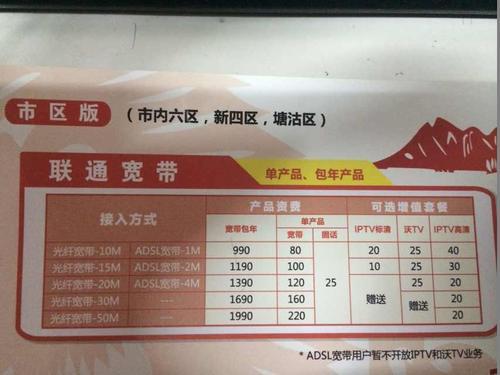 市区版 （市内六区，新四区，塘沽区）
联通宽带 单产品、包年产品
接入方式 产品资费 可选增值套餐
宽带包年 单产品 IPTV标清 沃TV IPTV高清
宽带 固话
光纤宽带-10M ADSL宽带-1M 990 80 25 20 25 40
光纤宽带-15M ADSL宽带-2M 1190 100 10 25 30
光纤宽带-20M ADSL宽带-4M 1390 120 赠送 25 20
光纤宽带-30M --- 1690 160 赠送 20
光纤宽带-50M --- 1990 220 20
* ADSL宽带用户暂不开放IPTV和沃TV业务